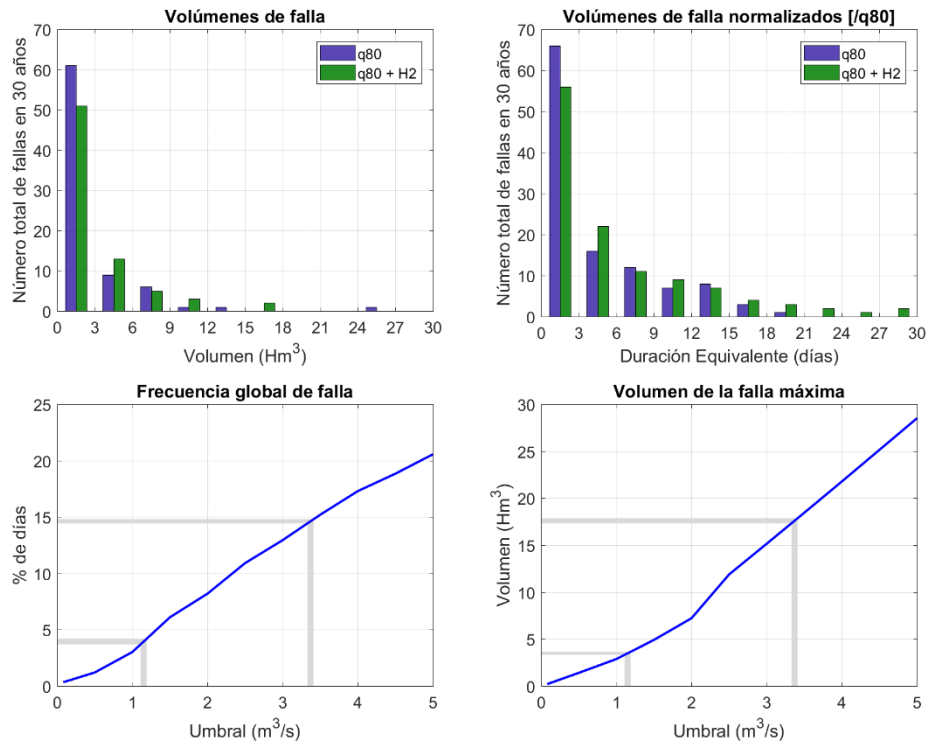 Volúmenes de falla
Número total de fallas en 30 años
70
60
50
40
30
20
10
0
q80
q80 + H2
0 3 6 9 12 15 18 21 24 27 30
Volumen (Hm³)
Volúmenes de falla normalizados [/q80]
Número total de fallas en 30 años
70
60
50
40
30
20
10
0
q80
q80 + H2
0 3 6 9 12 15 18 21 24 27 30
Duración Equivalente (días)
Frecuencia global de falla
% de días
25
20
15
10
5
0
0 1 2 3 4 5
Umbral (m³/s)
Volumen de la falla máxima
Volumen (Hm³)
30
25
20
15
10
5
0
0 1 2 3 4 5
Umbral (m³/s)